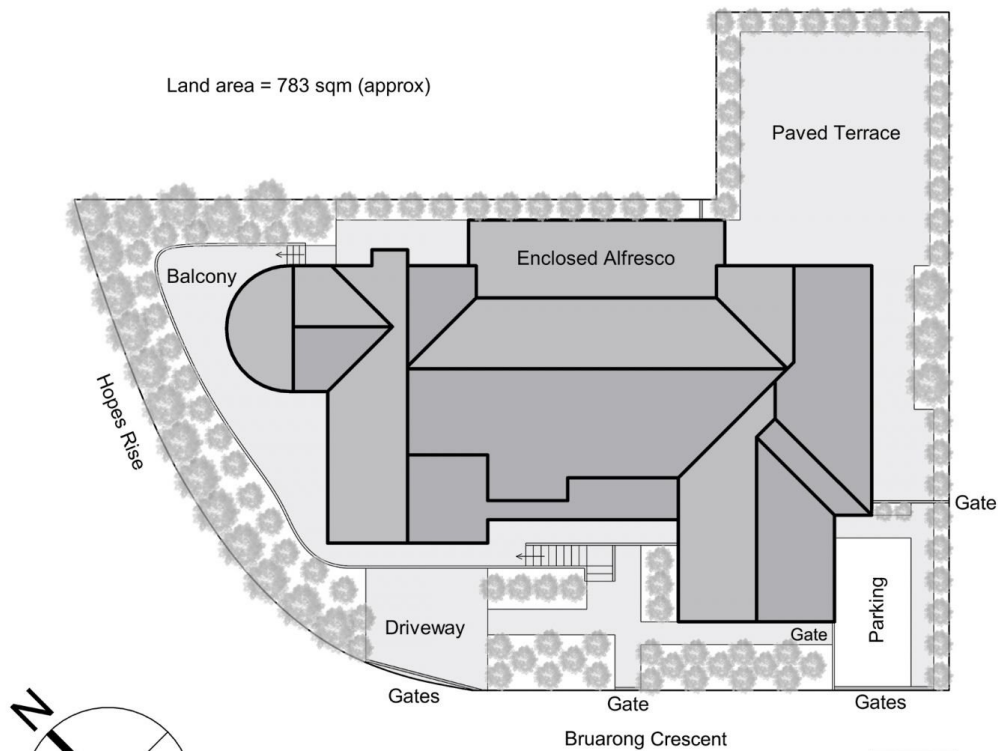 Land area = 783 sqm (approx)
Paved Terrace
Enclosed Alfresco
Balcony
Hopes Rise
Gate
Parking
Driveway
Gate
Gates
Gate
Gates
Bruarong Crescent
N